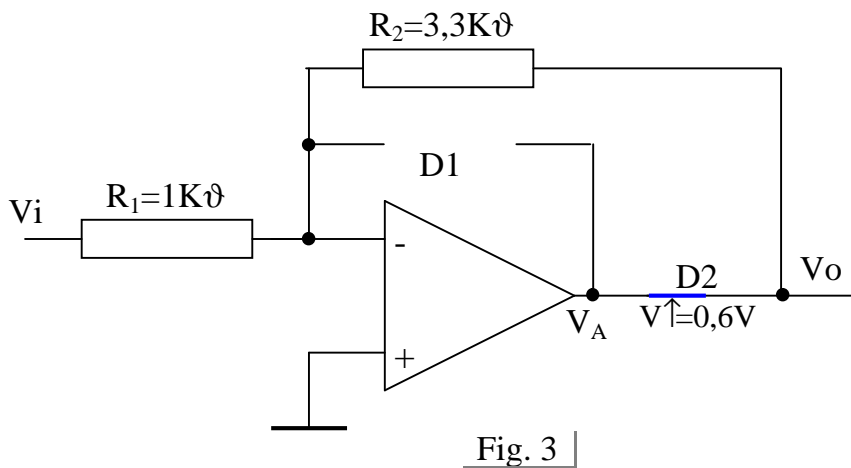 R₂=3,3Kϑ
D1
R₁=1Kϑ
Vi
-
D2
Vo
V↑=0,6V
V_A
+
Fig. 3